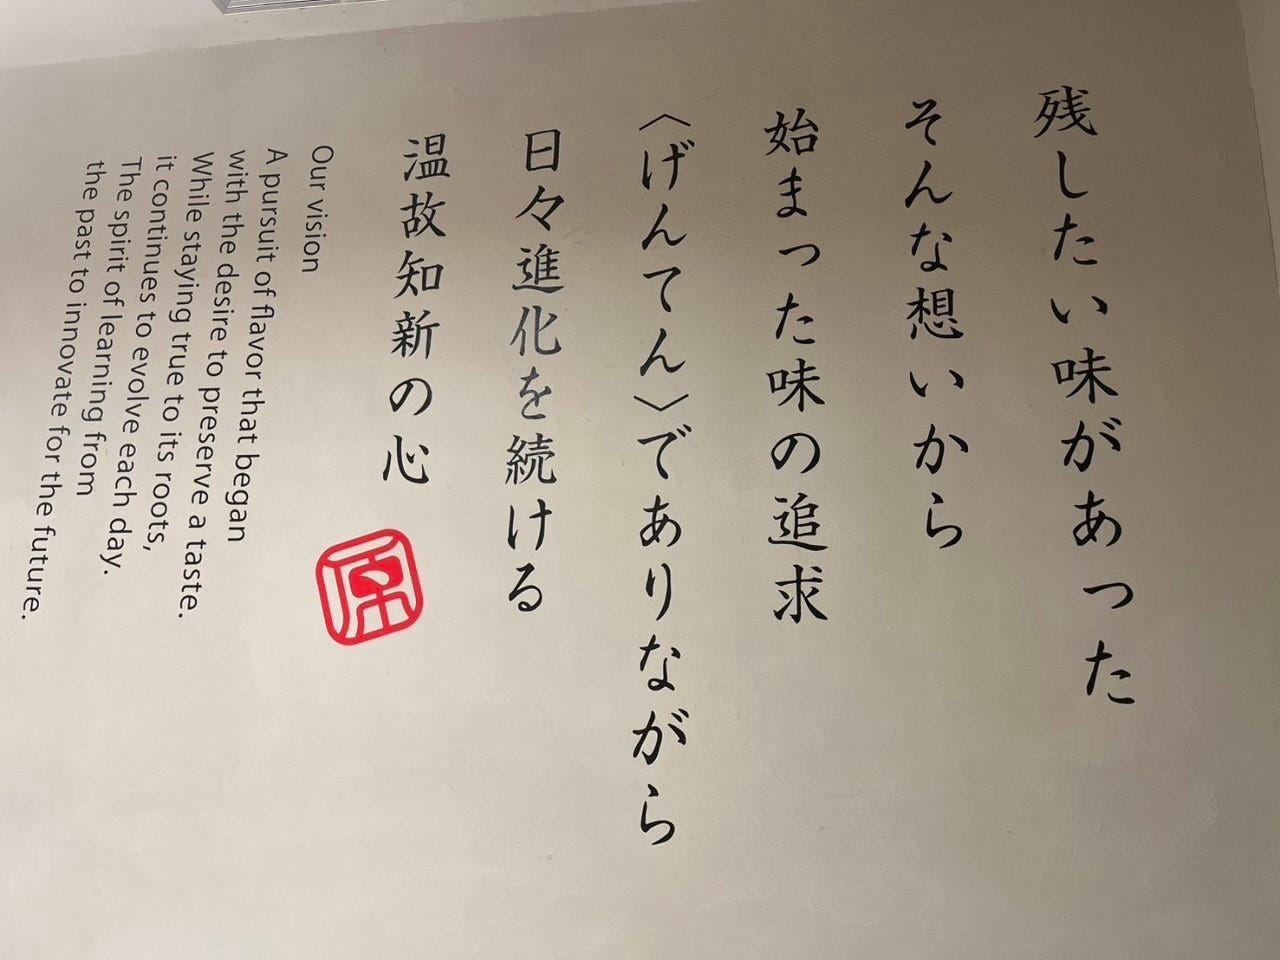 残したい味があった
そんな想いから
始まった味の追求
〈げんてん〉でありながら
日々進化を続ける
温故知新の心
原
Our vision
A pursuit of flavor that began
with the desire to preserve a taste.
While staying true to its roots,
it continues to evolve each day.
The spirit of learning from
the past to innovate for the future.